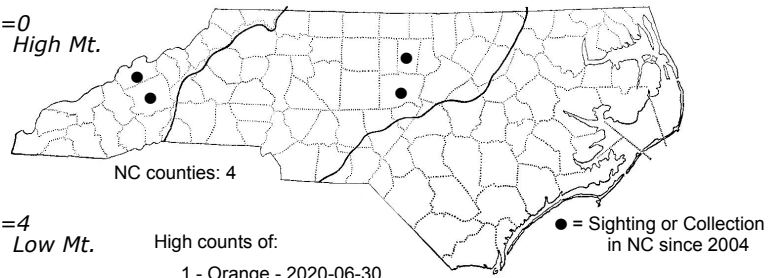 =0
High Mt.
NC counties: 4
=4
Low Mt.
High counts of:
1 - Orange - 2020-06-30
● = Sighting or Collection
in NC since 2004